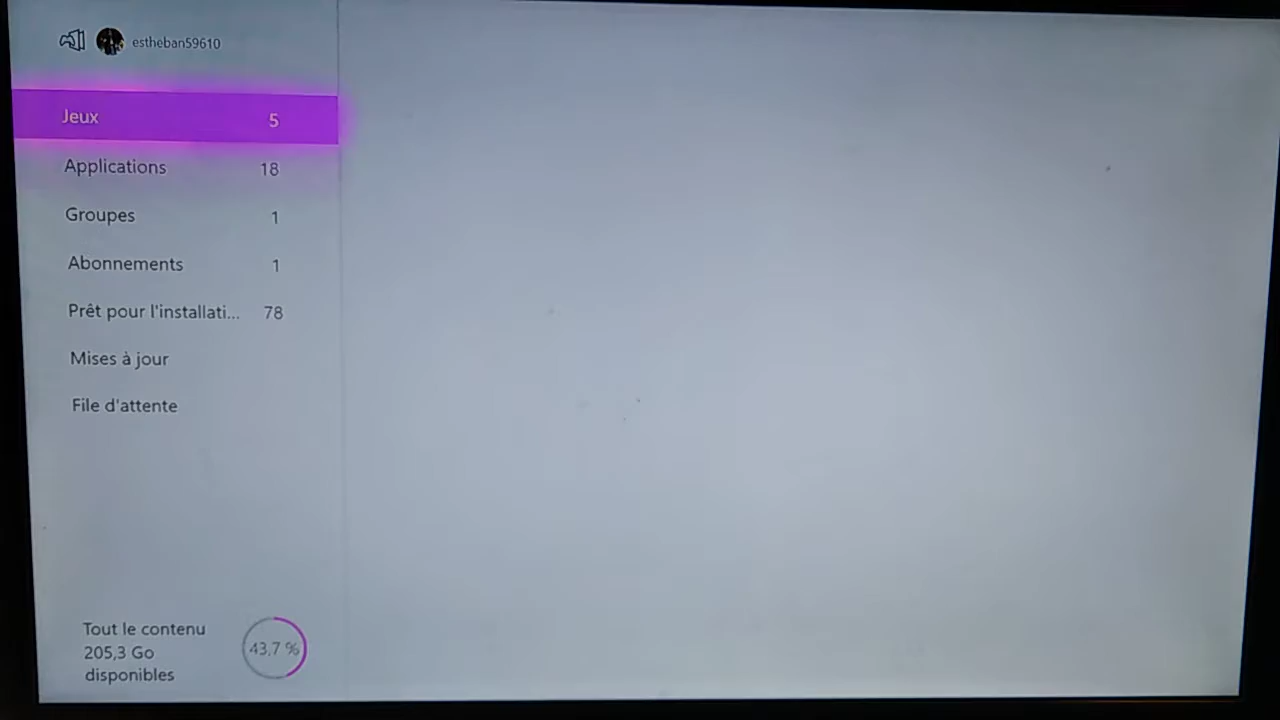 estheban59610
Jeux 5
Applications 18
Groupes 1
Abonnements 1
Prêt pour l'installati... 78
Mises à jour
File d'attente
Tout le contenu
205,3 Go
disponibles
43,7 %